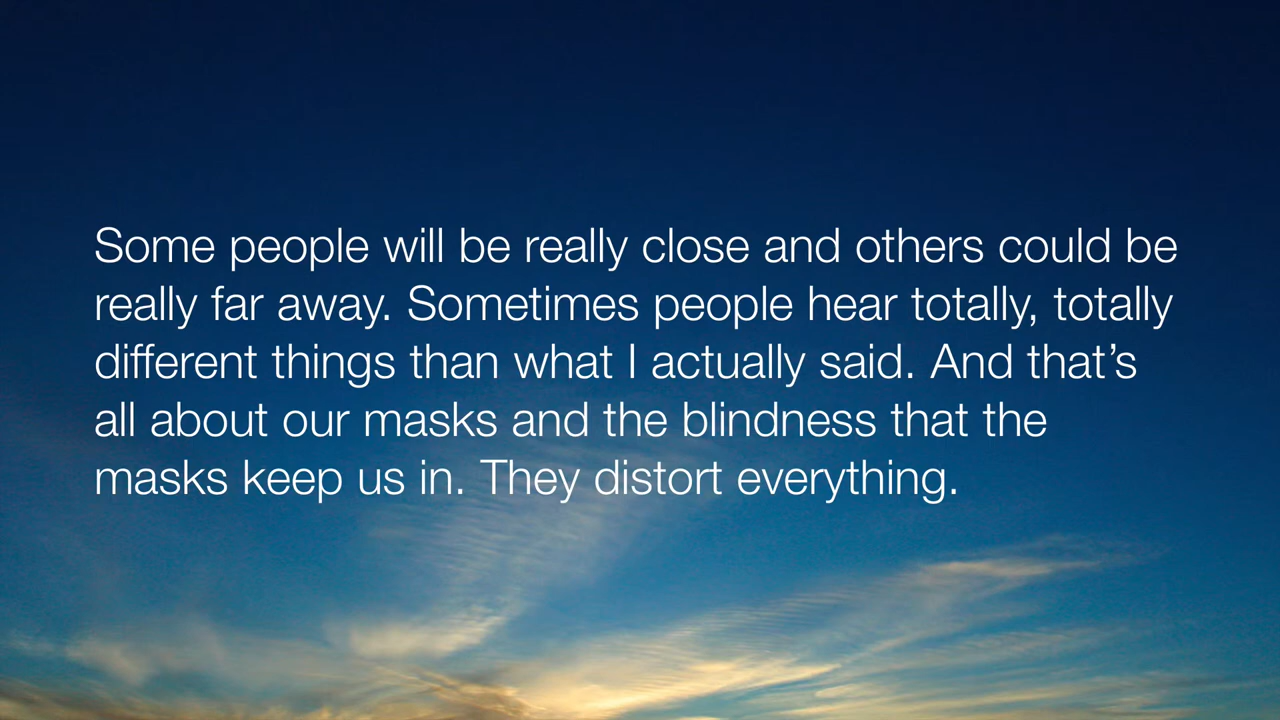 Some people will be really close and others could be
really far away. Sometimes people hear totally, totally
different things than what I actually said. And that’s
all about our masks and the blindness that the
masks keep us in. They distort everything.